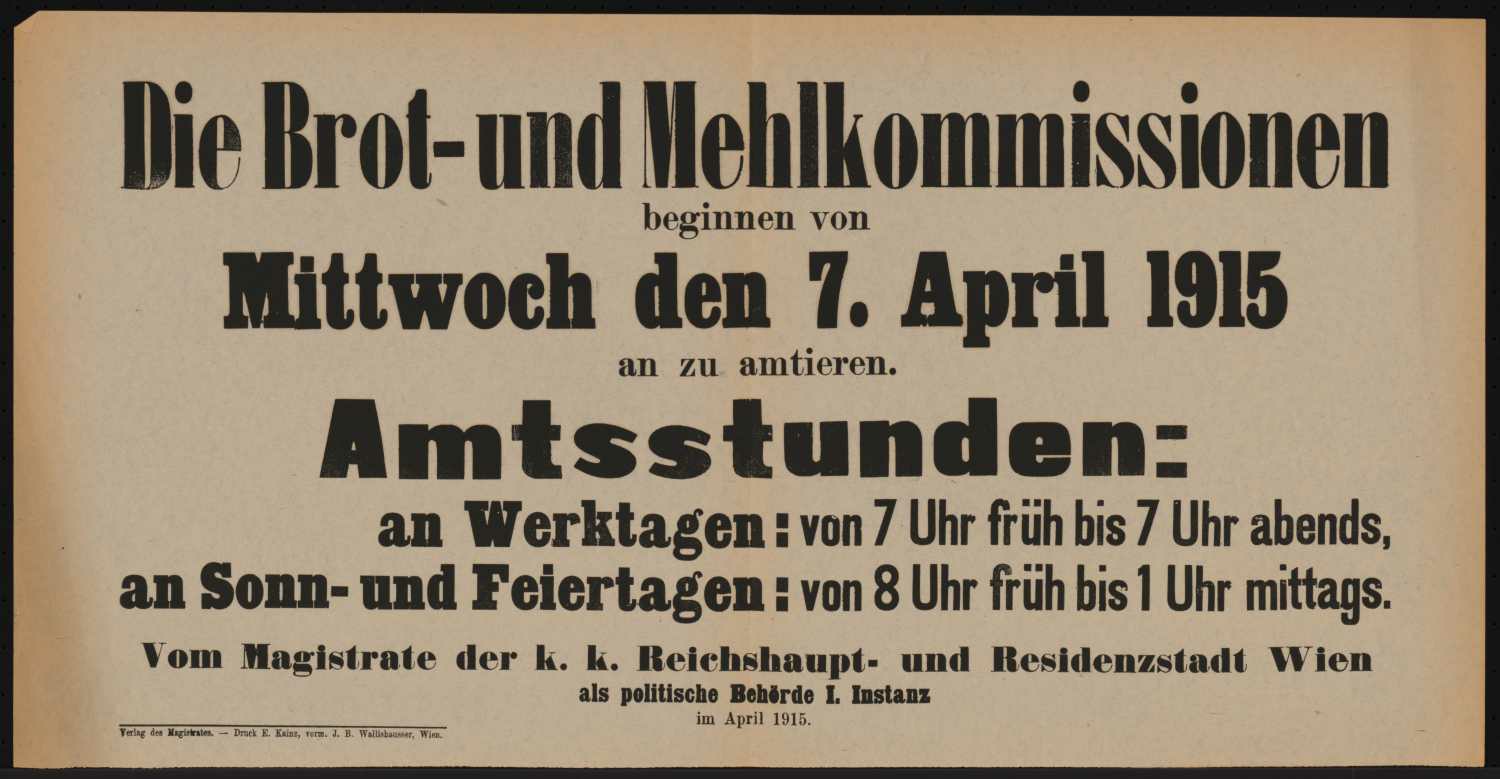 Die Brot- und Mehlkommissionen
beginnen von
Mittwoch den 7. April 1915
an zu amtieren.
Amtsstunden:
an Werktagen: von 7 Uhr früh bis 7 Uhr abends,
an Sonn- und Feiertagen: von 8 Uhr früh bis 1 Uhr mittags.
Vom Magistrate der k. k. Reichshaupt- und Residenzstadt Wien
als politische Behörde I. Instanz
im April 1915.
Verlag des Magistrates. — Druck E. Kainz, vorm. J. B. Wallishausser, Wien.